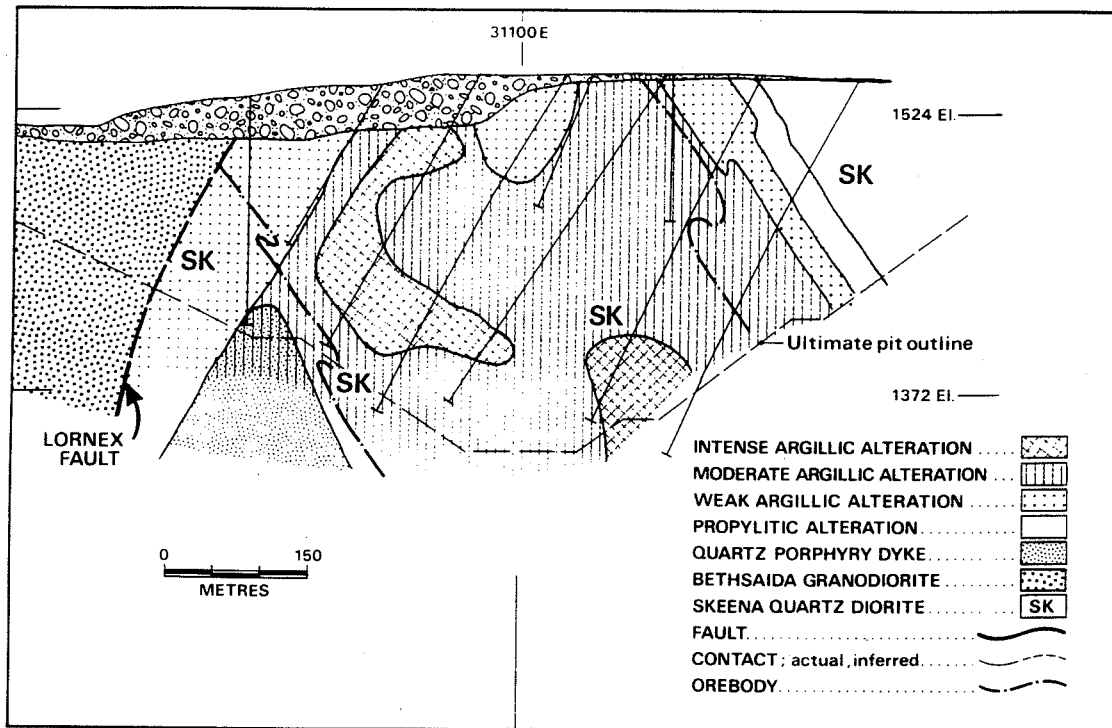 31100 E
1524 El.
SK
SK
SK
SK
Ultimate pit outline
1372 El.
LORNEX
FAULT
0 150
METRES
INTENSE ARGILLIC ALTERATION .....
MODERATE ARGILLIC ALTERATION ...
WEAK ARGILLIC ALTERATION ........
PROPYLITIC ALTERATION ............
QUARTZ PORPHYRY DYKE ...........
BETHSAIDA GRANODIORITE .........
SKEENA QUARTZ DIORITE ....... ... SK
FAULT ........................
CONTACT ; actual , inferred .......
OREBODY .....................